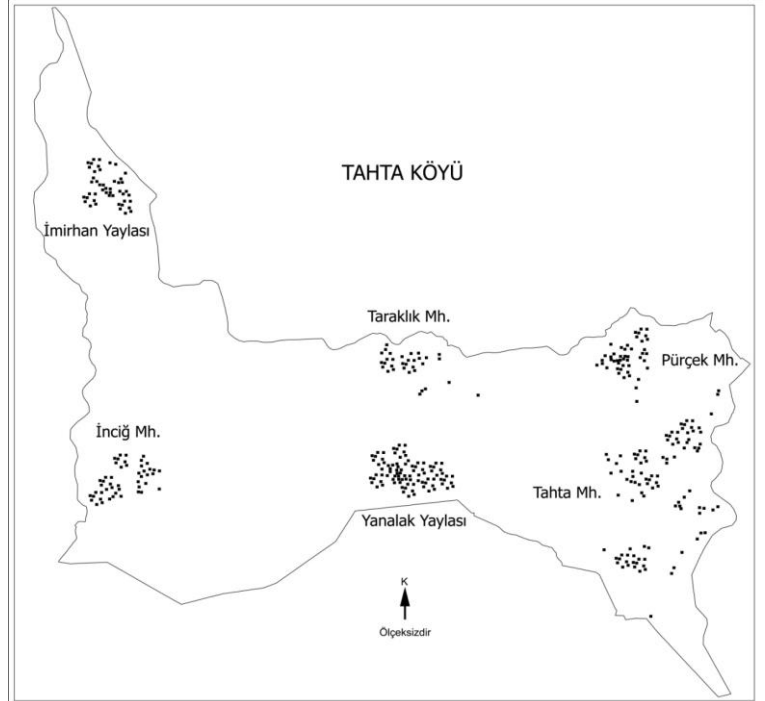 TAHTA KÖYÜ
İmirhan Yaylası
Taraklık Mh.
Pürçek Mh.
İnciğ Mh.
Tahta Mh.
Yanalak Yaylası
K
Ölçeksizdir